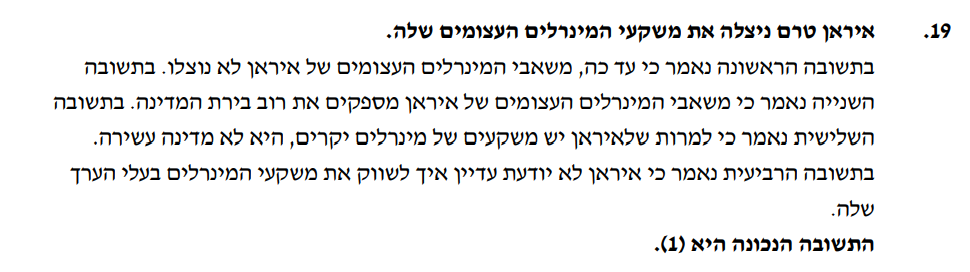 19. איראן טרם ניצלה את משקעי המינרלים העצומים שלה.
בתשובה הראשונה נאמר כי עד כה, משאבי המינרלים העצומים של איראן לא נוצלו. בתשובה
השנייה נאמר כי משאבי המינרלים העצומים של איראן מספקים את רוב בירת המדינה. בתשובה
השלישית נאמר כי למרות שלאיראן יש משקעים של מינרלים יקרים, היא לא מדינה עשירה.
בתשובה הרביעית נאמר כי איראן לא יודעת עדיין איך לשווק את משקעי המינרלים בעלי הערך
שלה.
התשובה הנכונה היא (1).